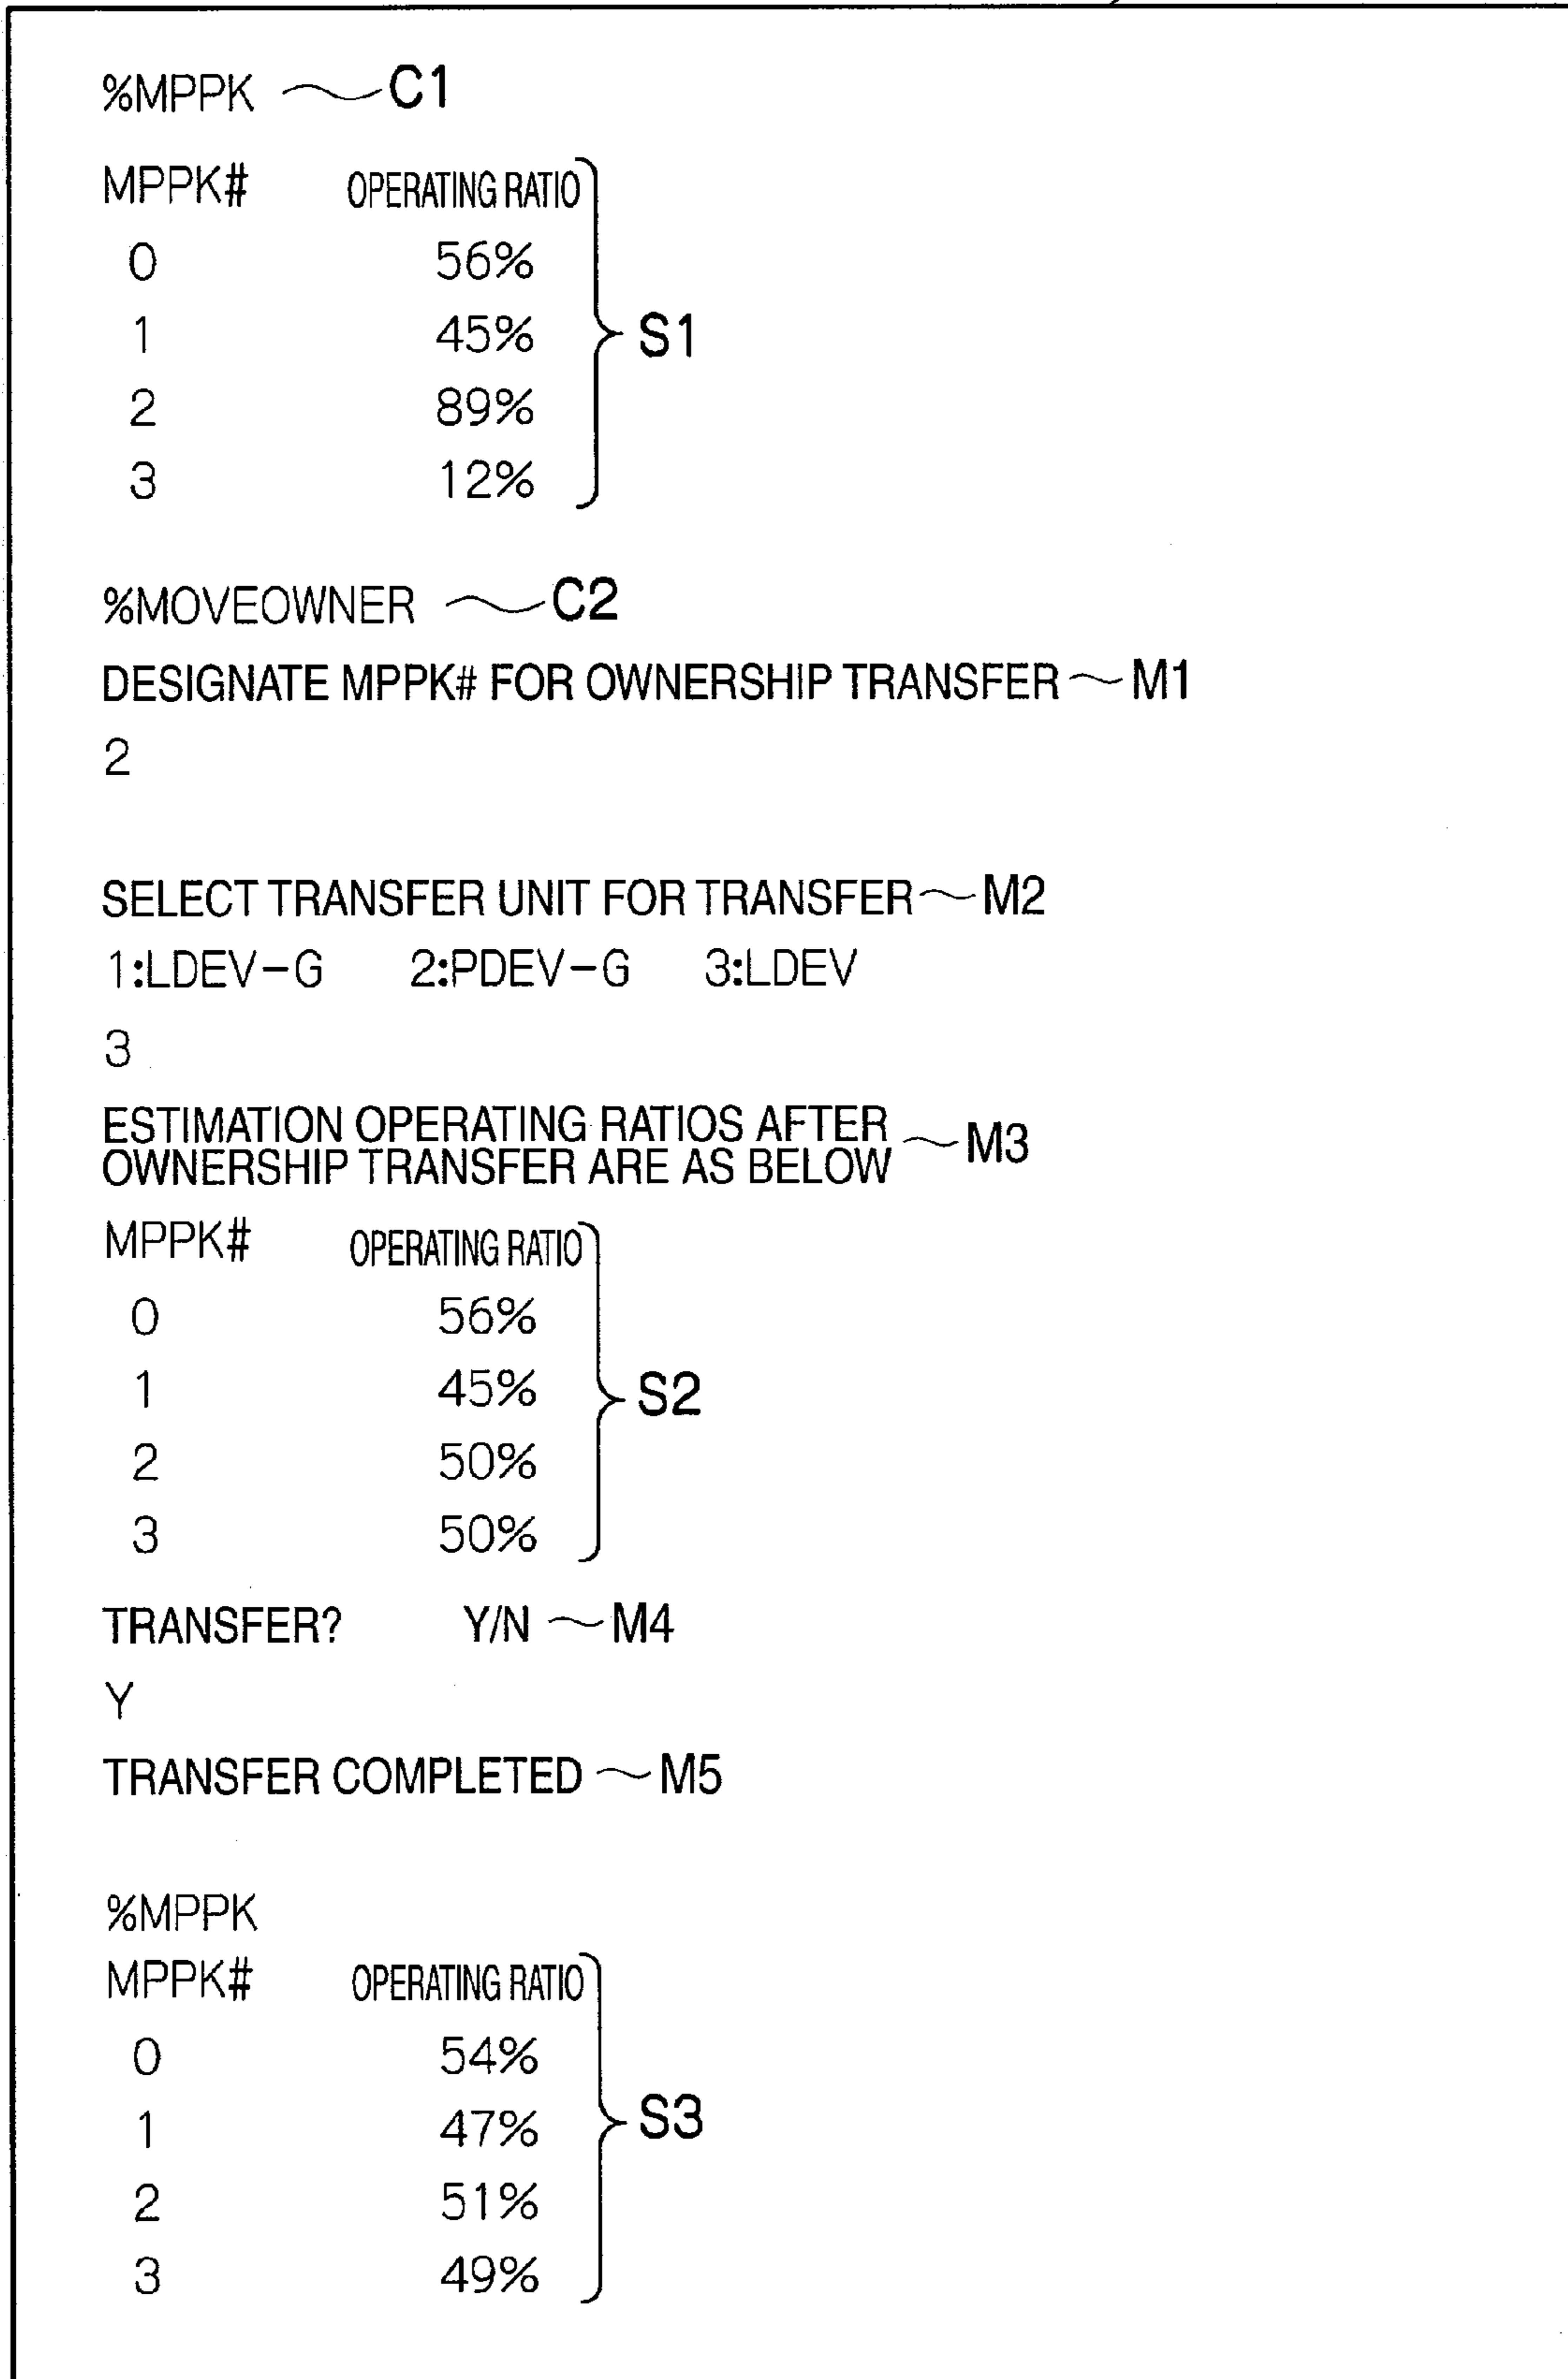 %MPPK C1
MPPK# OPERATING RATIO
0 56%
1 45%
S1
2 89%
3 12%
%MOVEOWNER C2
DESIGNATE MPPK# FOR OWNERSHIP TRANSFER M1
2
SELECT TRANSFER UNIT FOR TRANSFER M2
1:LDEV-G 2:PDEV-G 3:LDEV
3
ESTIMATION OPERATING RATIOS AFTER
OWNERSHIP TRANSFER ARE AS BELOW M3
MPPK# OPERATING RATIO
0 56%
1 45%
S2
2 50%
3 50%
TRANSFER? Y/N M4
Y
TRANSFER COMPLETED M5
%MPPK
MPPK# OPERATING RATIO
0 54%
1 47%
S3
2 51%
3 49%